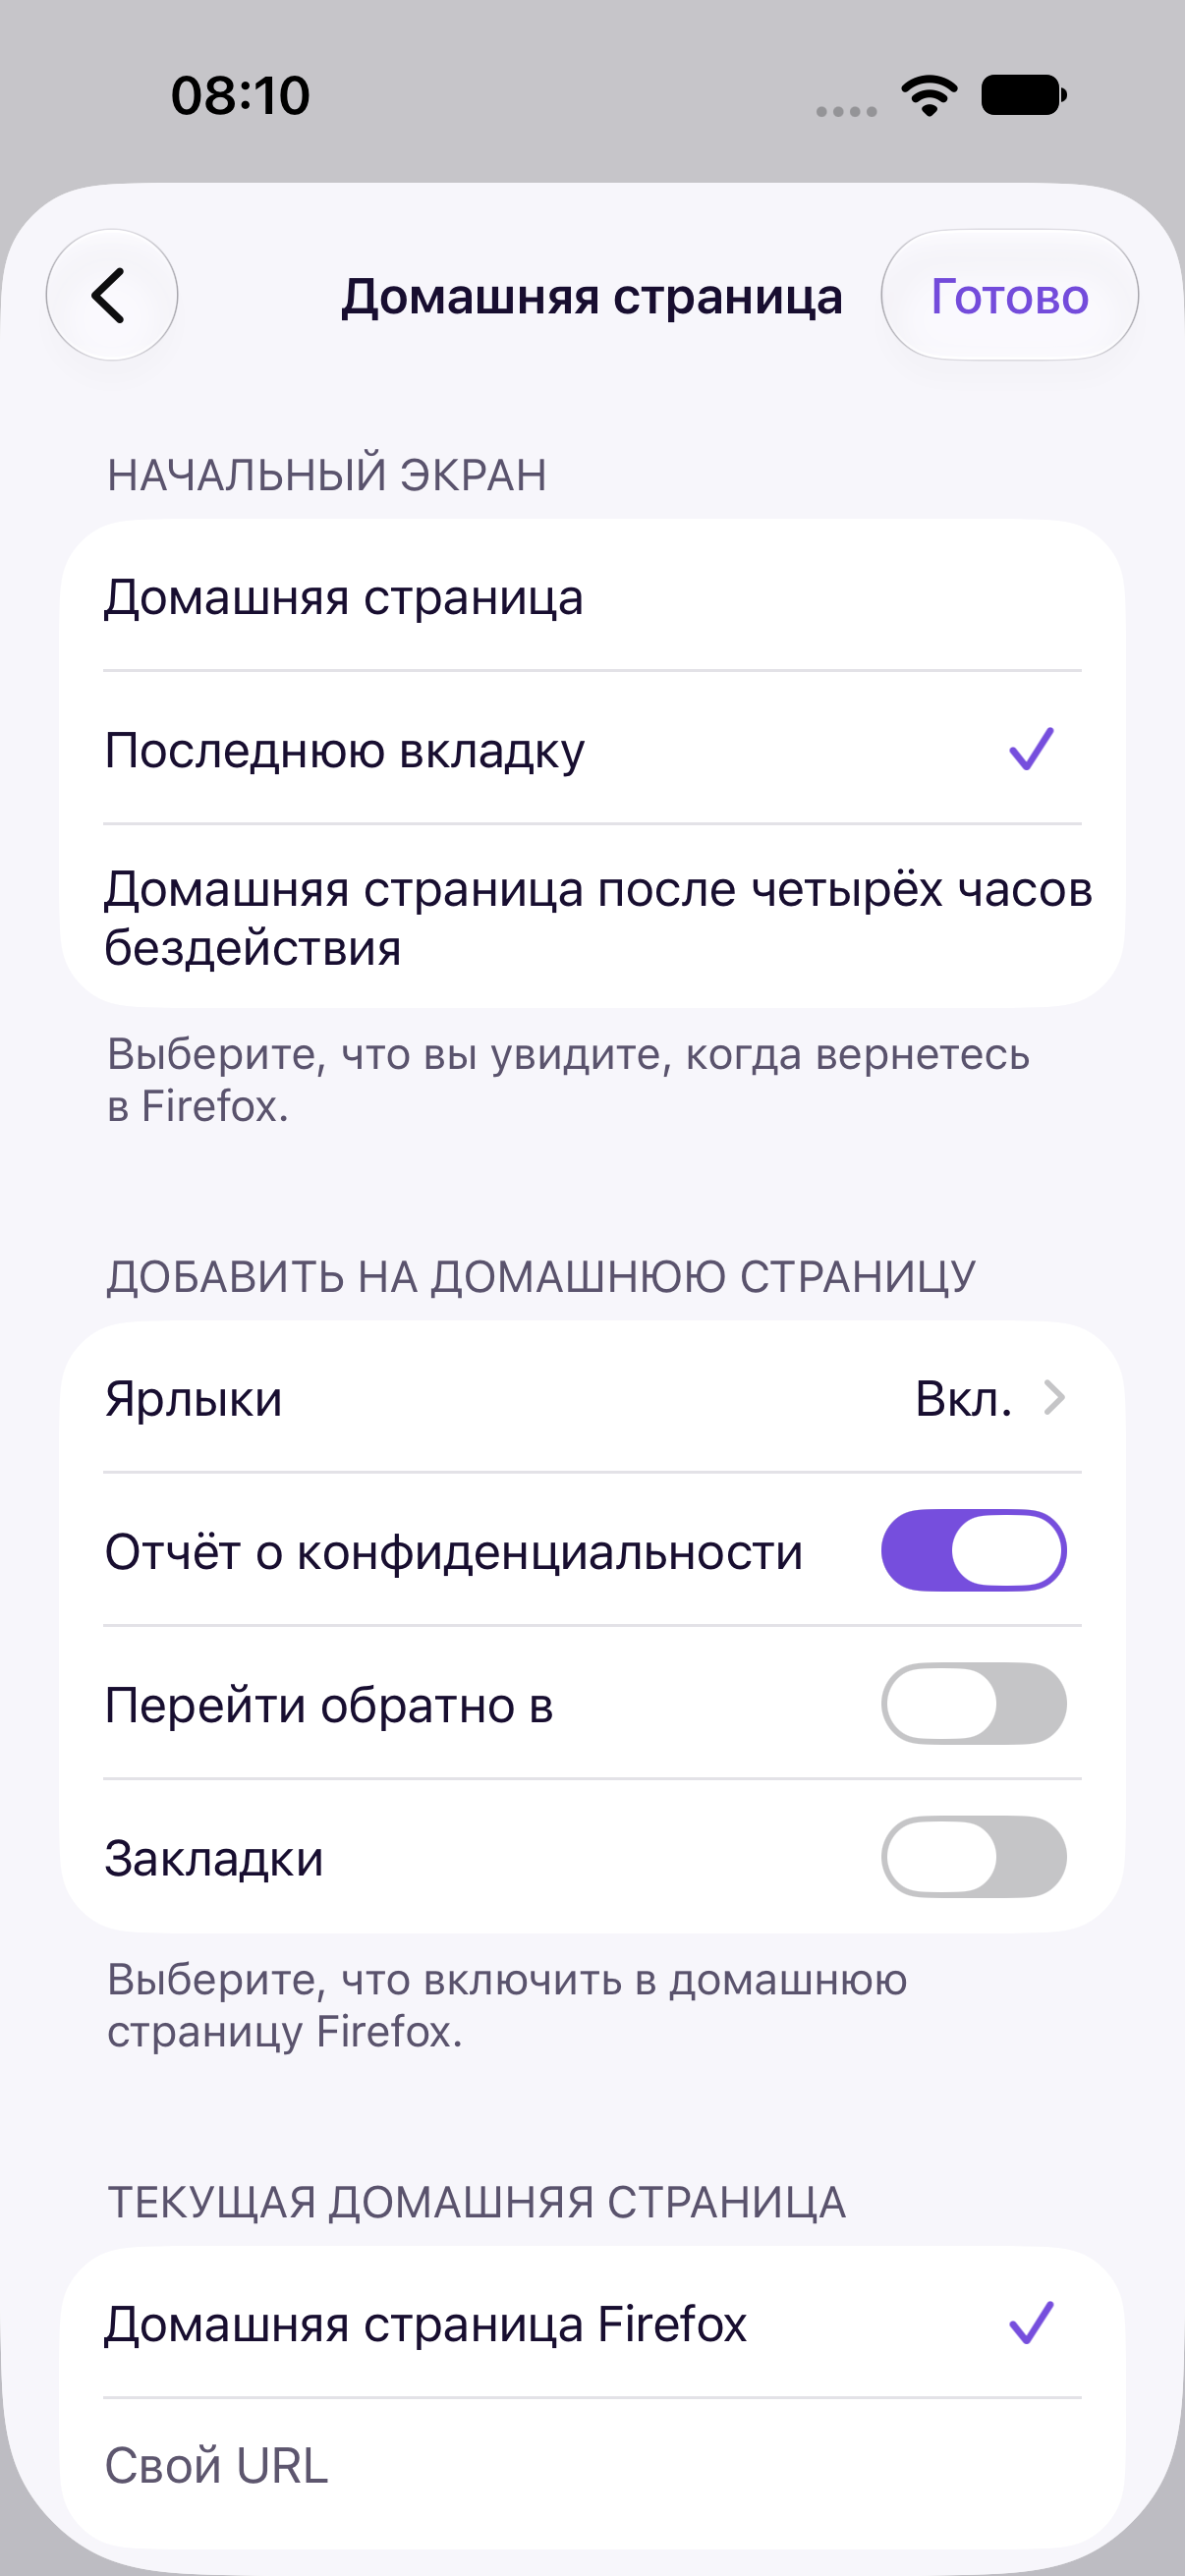 08:10
Домашняя страница
Готово
НАЧАЛЬНЫЙ ЭКРАН
Домашняя страница
Последнюю вкладку
Домашняя страница после четырёх часов
бездействия
Выберите, что вы увидите, когда вернетесь
в Firefox.
ДОБАВИТЬ НА ДОМАШНЮЮ СТРАНИЦУ
Ярлыки
Вкл.
Отчёт о конфиденциальности
Перейти обратно в
Закладки
Выберите, что включить в домашнюю
страницу Firefox.
ТЕКУЩАЯ ДОМАШНЯЯ СТРАНИЦА
Домашняя страница Firefox
Свой URL